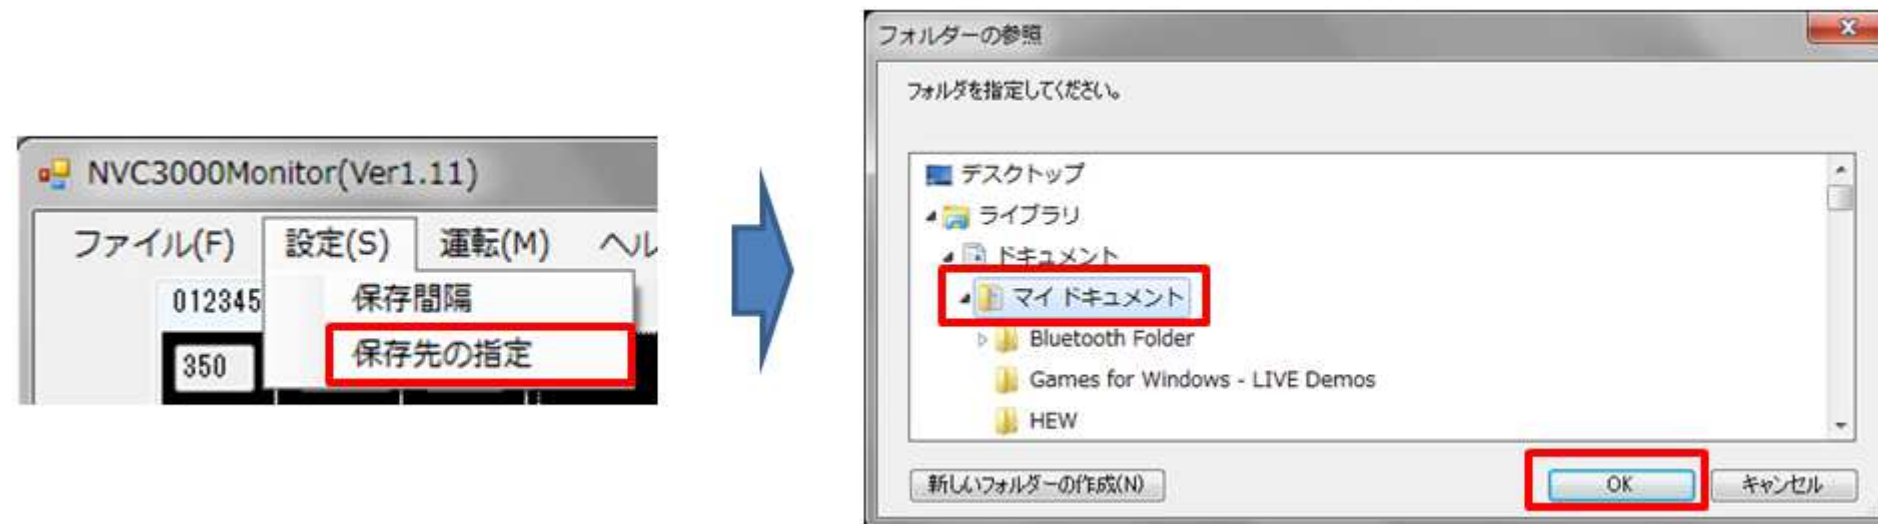 NVC3000Monitor(Ver1.11)
ファイル(F) 設定(S) 運転(M) ヘル
012345 保存間隔
350 保存先の指定
フォルダーの参照
フォルダを指定してください。
デスクトップ
ライブラリ
ドキュメント
マイ ドキュメント
Bluetooth Folder
Games for Windows - LIVE Demos
HEW
新しいフォルダーの作成(N) OK キャンセル